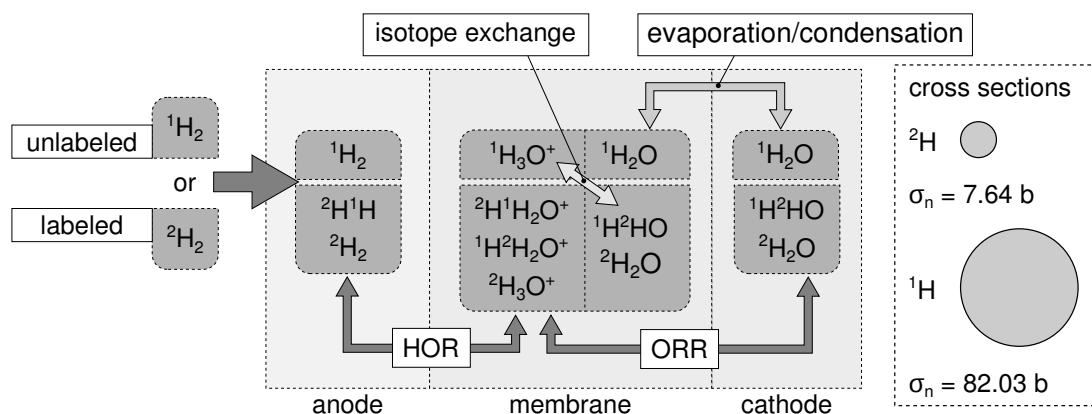 isotope exchange
evaporation/condensation
unlabeled
¹H₂
or
labeled
²H₂
¹H₂
²H¹H
²H₂
¹H₃O⁺
¹H₂O
²H¹H₂O⁺
¹H²H₂O⁺
²H₃O⁺
¹H²HO
²H₂O
¹H₂O
¹H²HO
²H₂O
HOR
ORR
anode
membrane
cathode
cross sections
²H
σₙ = 7.64 b
¹H
σₙ = 82.03 b